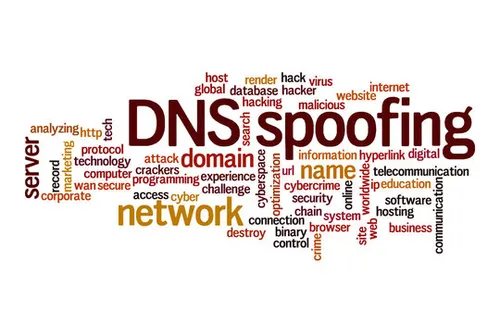 host
render
hack
virus
internet
global
database
hacker
website
hacking
malicious
DNS spoofing
analyzing
http
tech
search
server
record
marketing
protocol
technology
computer
wan
secure
corporate
attack
domain
crackers
programming
experience
challenge
access
cyber
network
cyberspace
optimization
information
hyperlink
digital
url
name
telecommunication
cybercrime
online
worldwide
ip
education
security
software
chain
system
hosting
communication
connection
browser
site
web
business
destroy
binary
control
crime